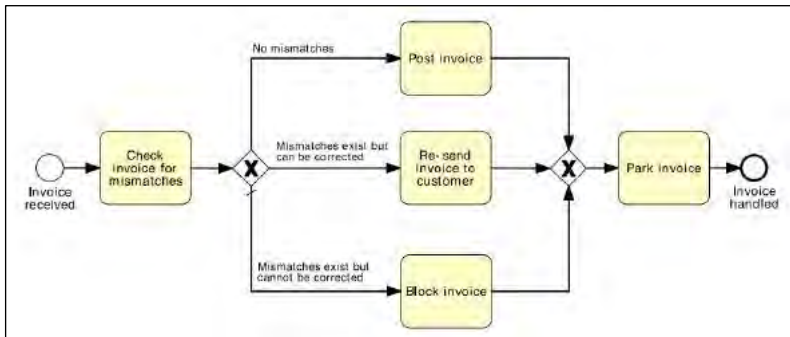 No mismatches
Post invoice
Check
invoice for
mismatches
Mismatches exist but
can be corrected
Re- send
invoice to
customer
Park invoice
Invoice
received
Invoice
handled
Mismatches exist but
cannot be corrected
Block invoice
X
X